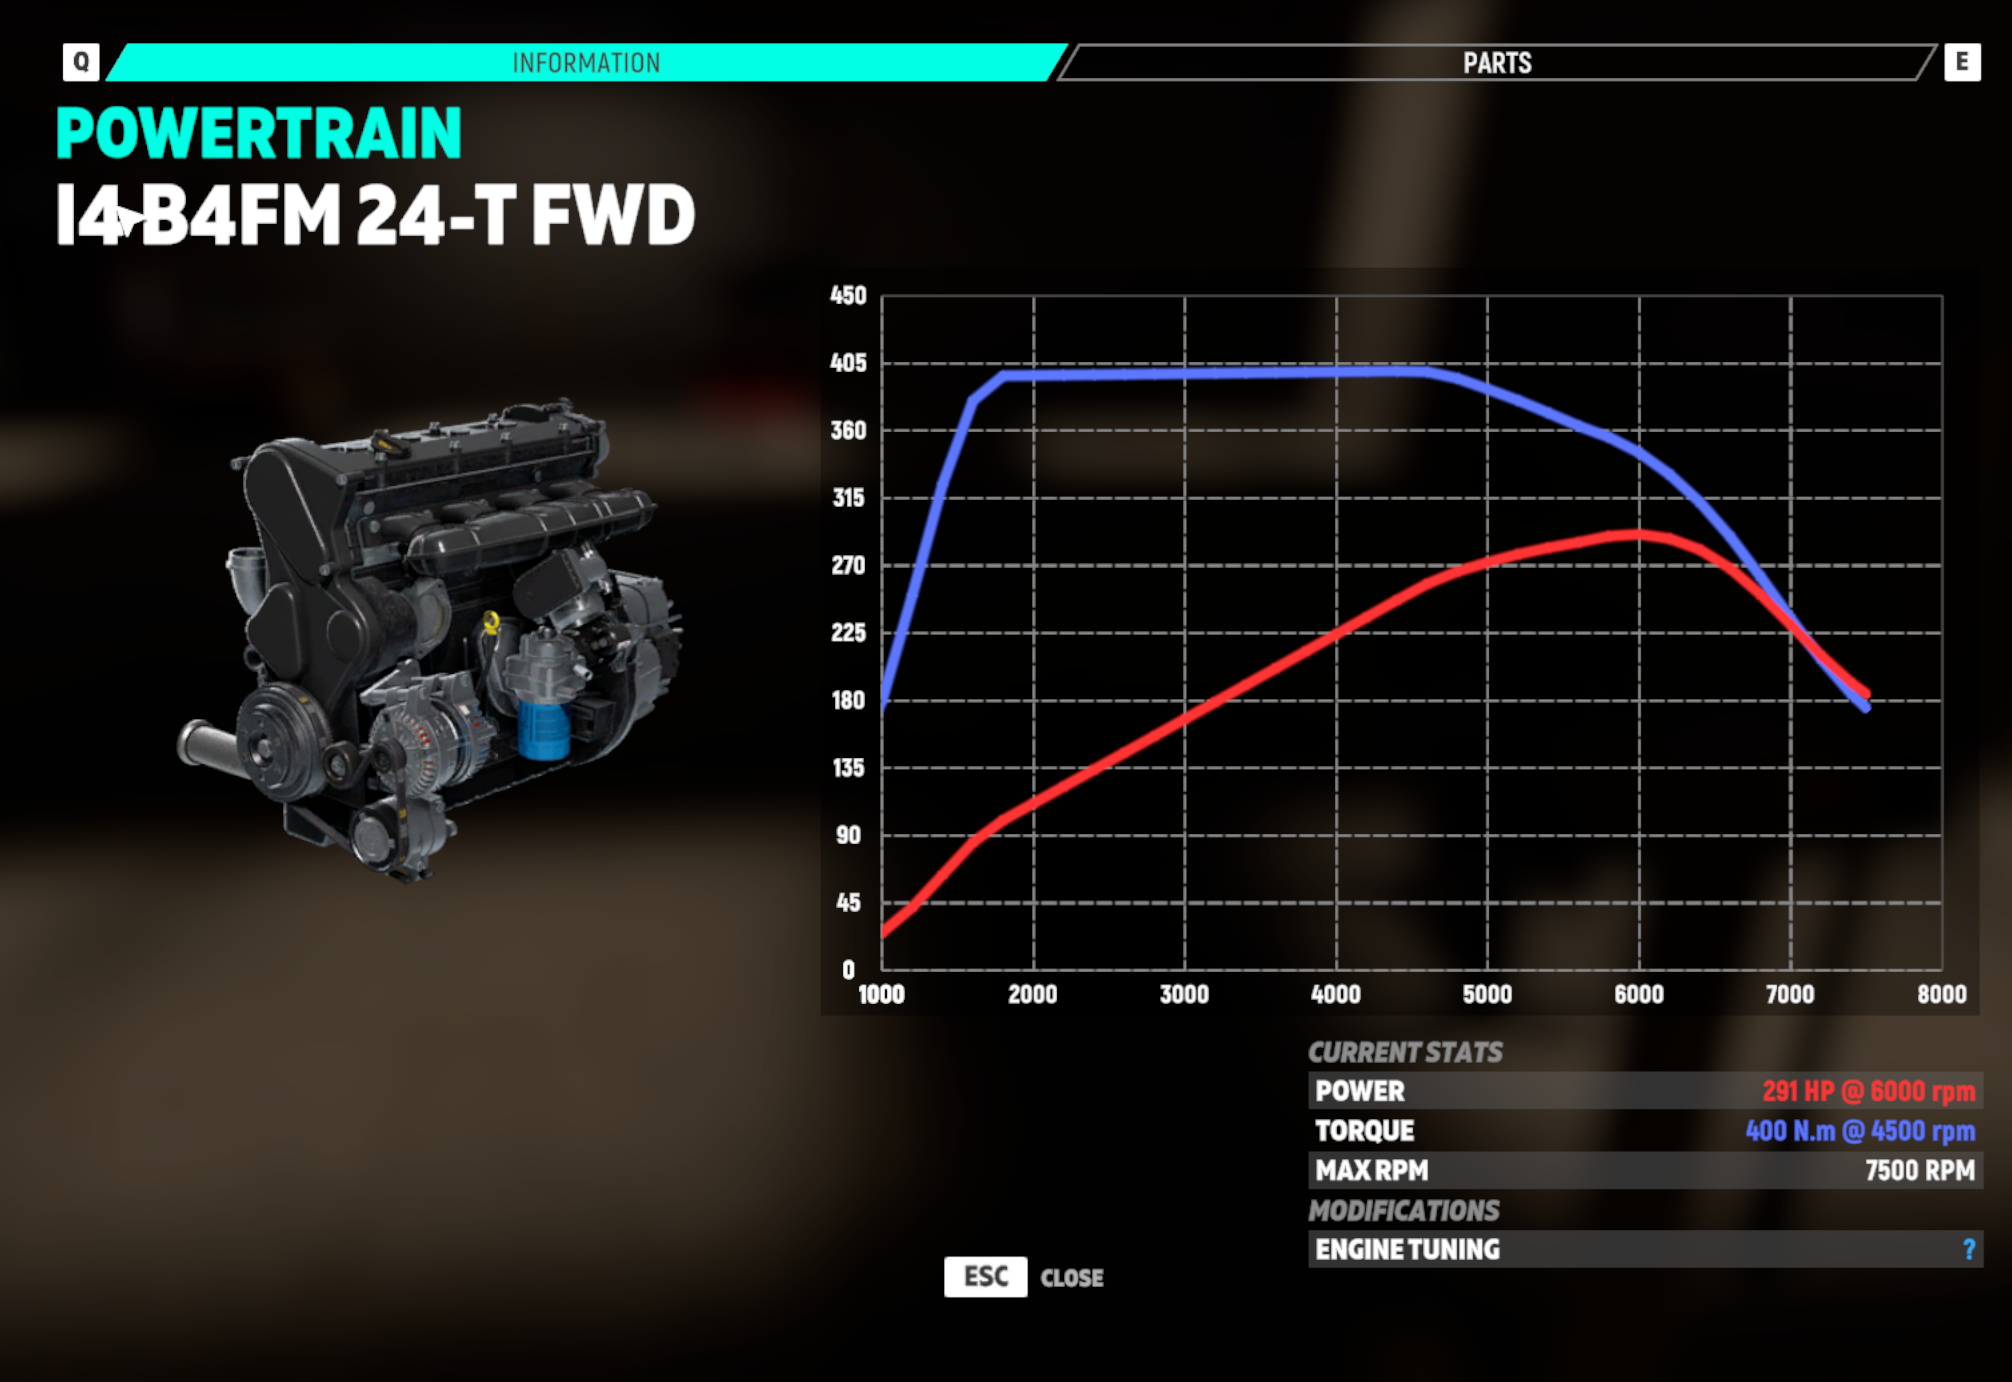 Q INFORMATION PARTS E
POWERTRAIN
I4-B4FM 24-T FWD
450
405
360
315
270
225
180
135
90
45
0
1000 2000 3000 4000 5000 6000 7000 8000
CURRENT STATS
POWER 291 HP @ 6000 rpm
TORQUE 400 N.m @ 4500 rpm
MAX RPM 7500 RPM
MODIFICATIONS
ENGINE TUNING ?
ESC CLOSE